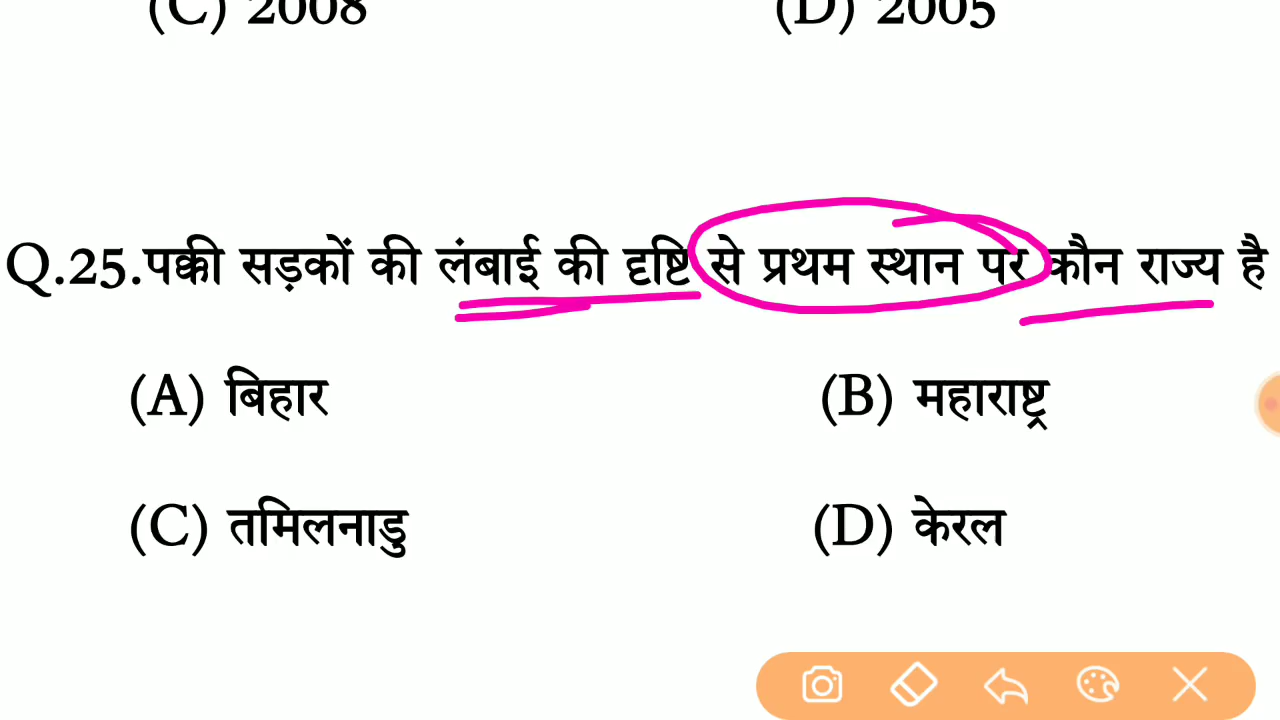 (C) 2008 (D) 2005
Q.25.पक्की सड़कों की लंबाई की दृष्टि से प्रथम स्थान पर कौन राज्य है
(A) बिहार (B) महाराष्ट्र
(C) तमिलनाडु (D) केरल